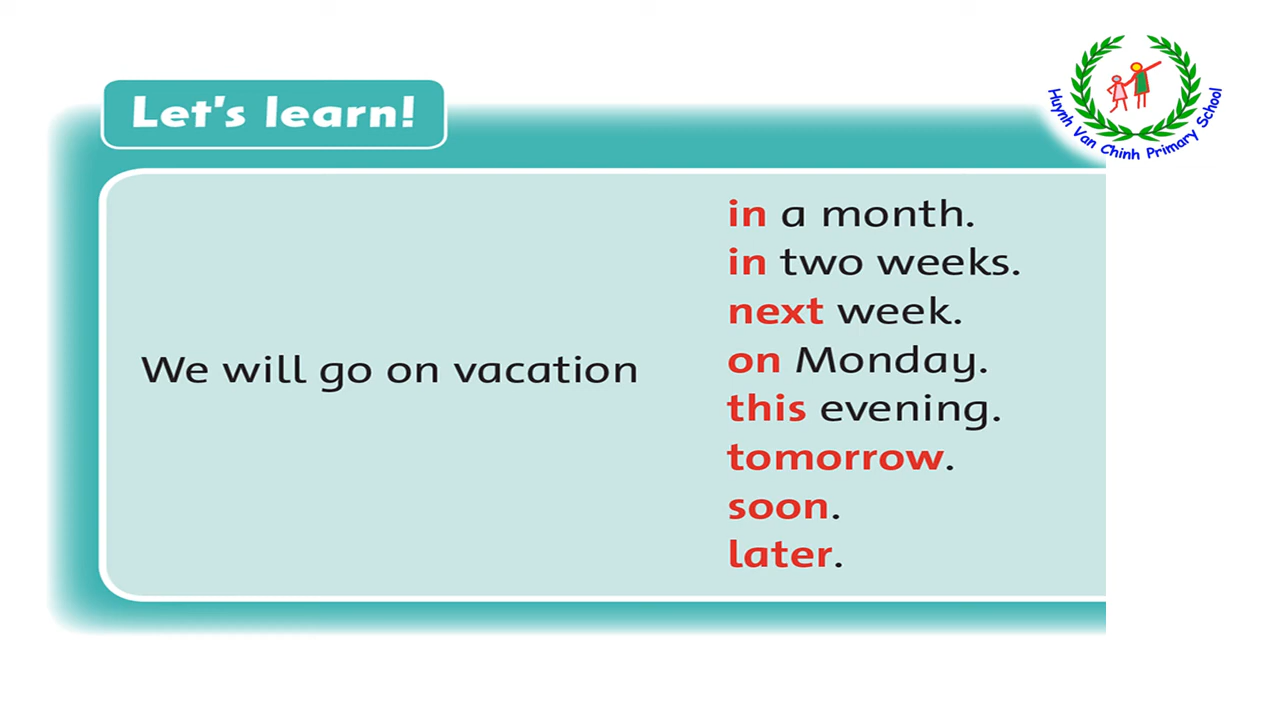 Let's learn!
Huynh Van Chinh Primary School
We will go on vacation
in a month.
in two weeks.
next week.
on Monday.
this evening.
tomorrow.
soon.
later.